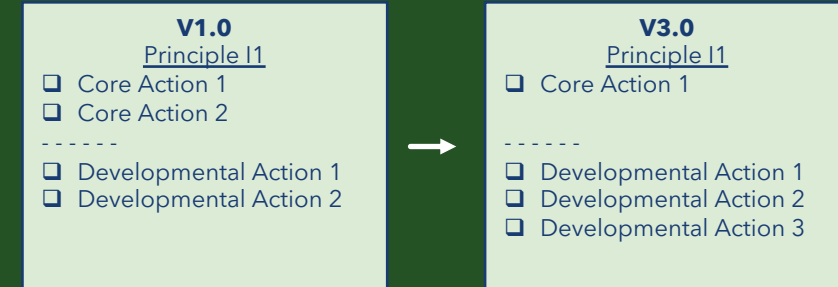 V1.0
Principle I1
❑ Core Action 1
❑ Core Action 2
- - - - - -
❑ Developmental Action 1
❑ Developmental Action 2
V3.0
Principle I1
❑ Core Action 1
- - - - - -
❑ Developmental Action 1
❑ Developmental Action 2
❑ Developmental Action 3